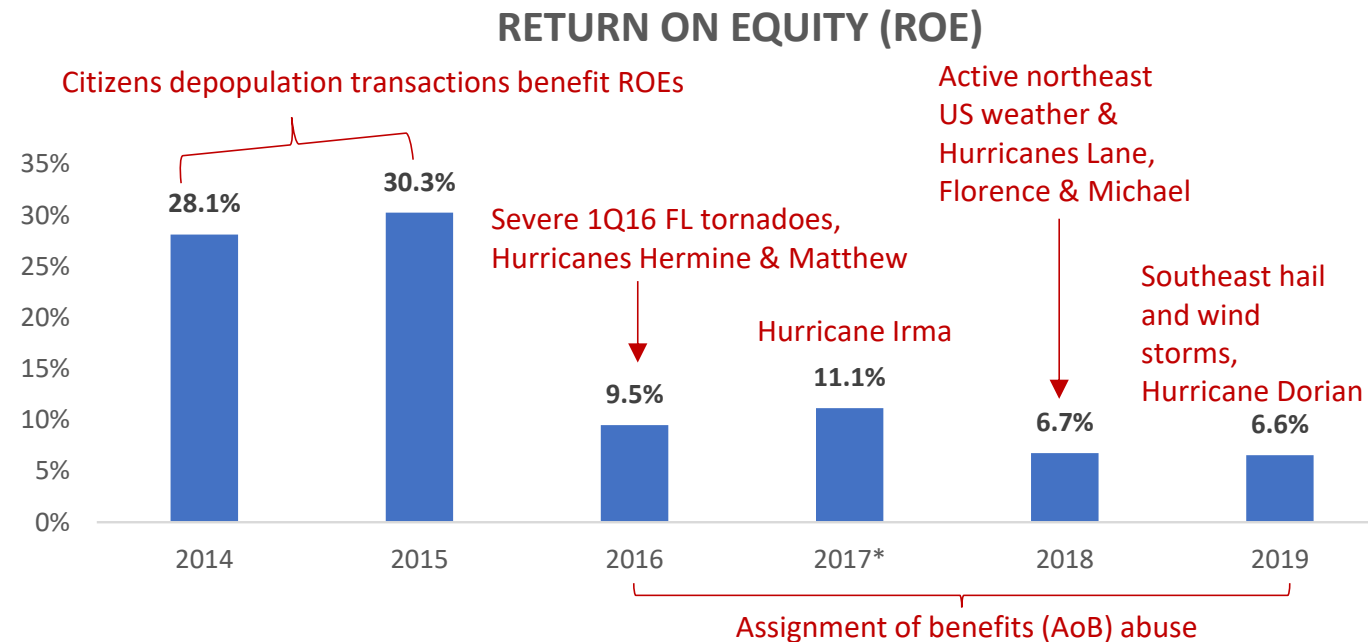 RETURN ON EQUITY (ROE)
Citizens depopulation transactions benefit ROEs
Active northeast
US weather &
Hurricanes Lane,
Florence & Michael
Severe 1Q16 FL tornadoes,
Hurricanes Hermine & Matthew
Hurricane Irma
Southeast hail
and wind
storms,
Hurricane Dorian
35%
30%
25%
20%
15%
10%
5%
0%
28.1%
30.3%
9.5%
11.1%
6.7%
6.6%
2014
2015
2016
2017*
2018
2019
Assignment of benefits (AoB) abuse